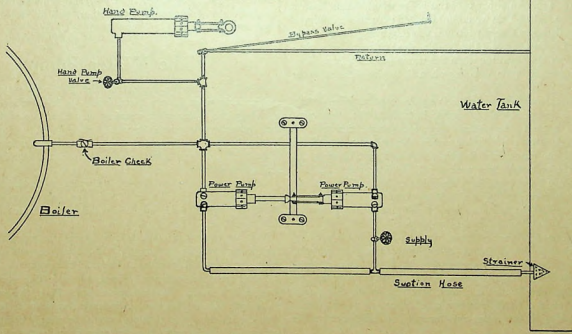 Hand Pump.
Bypass Valve
Return
Hand Pump
Valve
Water Tank
Boiler Check
Power Pump
Power Pump
Boiler
Supply
Strainer
Suction Hose